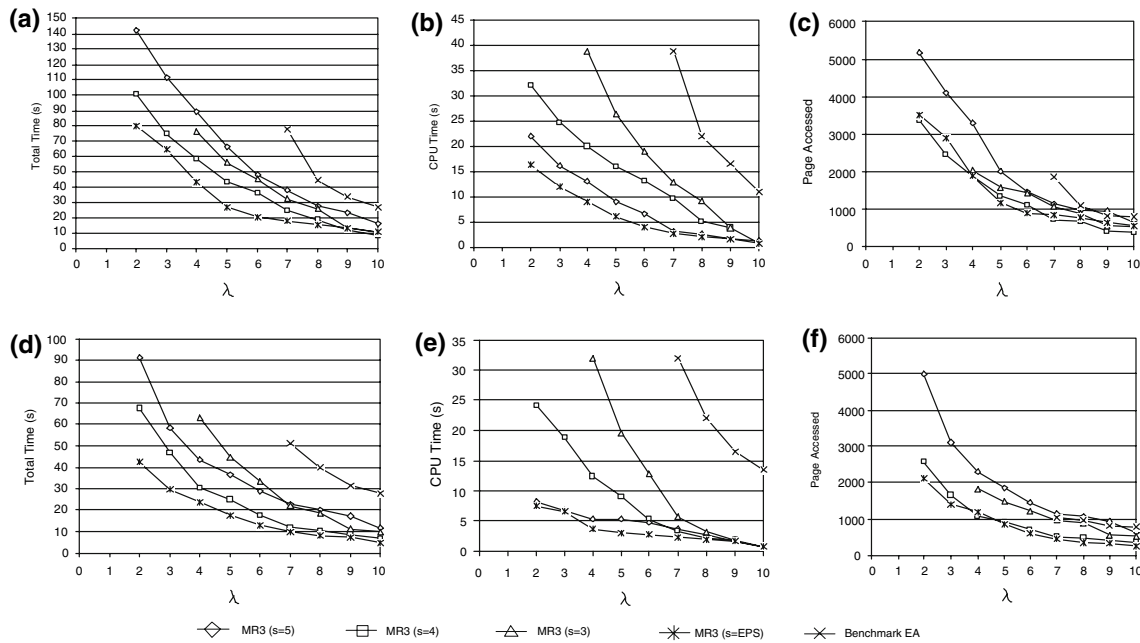 (a)
Total Time (s)
150
140
130
120
110
100
90
80
70
60
50
40
30
20
10
0 1 2 3 4 5 6 7 8 9 10
λ
(b)
CPU Time (s)
45
40
35
30
25
20
15
10
5
0
0 1 2 3 4 5 6 7 8 9 10
λ
(c)
Page Accessed
6000
5000
4000
3000
2000
1000
0
0 1 2 3 4 5 6 7 8 9 10
λ
(d)
Total Time (s)
100
90
80
70
60
50
40
30
20
10
0
0 1 2 3 4 5 6 7 8 9 10
λ
(e)
CPU Time (s)
35
30
25
20
15
10
5
0
0 1 2 3 4 5 6 7 8 9 10
λ
(f)
Page Accessed
6000
5000
4000
3000
2000
1000
0
0 1 2 3 4 5 6 7 8 9 10
λ
MR3 (s=5) MR3 (s=4) MR3 (s=3) MR3 (s=EPS) Benchmark EA